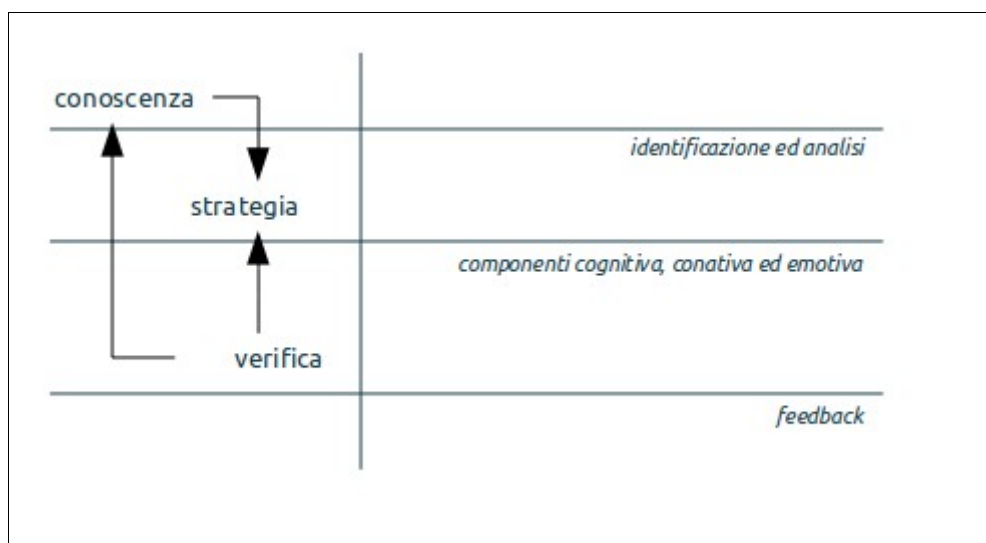 conoscenza
identificazione ed analisi
strategia
componenti cognitiva, conativa ed emotiva
verifica
feedback